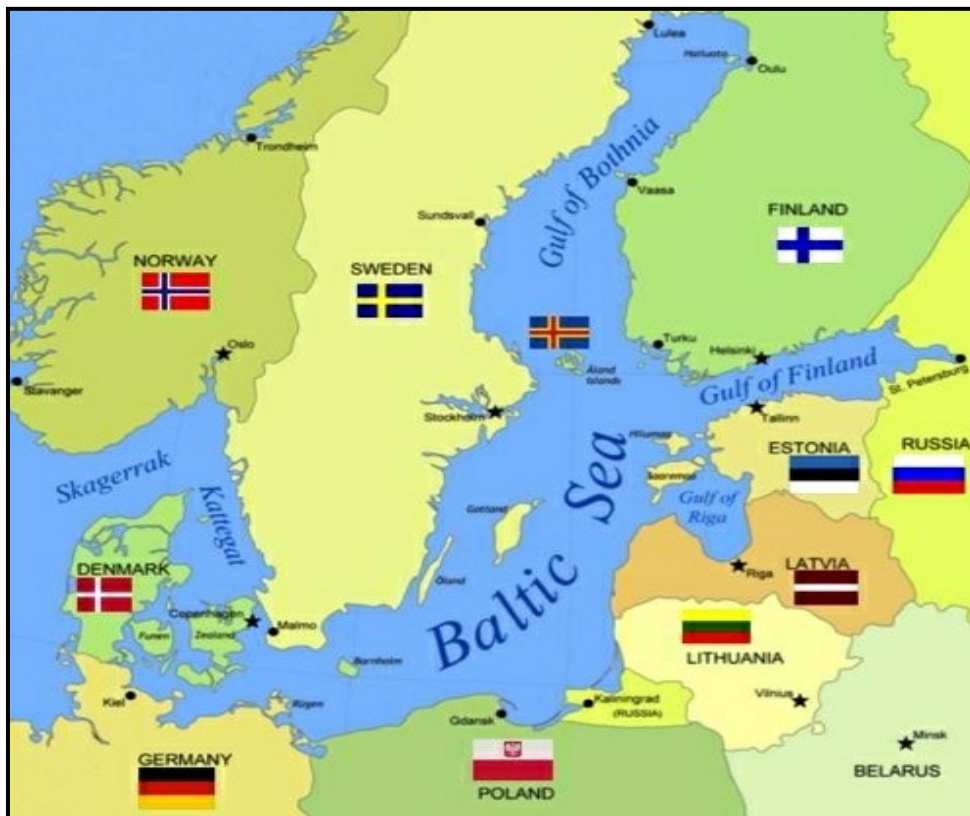 Lulea
Hailuoto
Oulu
Trondheim
Gulf of Bothnia
Vaasa
Sundsvall
FINLAND
NORWAY
SWEDEN
Oslo
Turku
Helsinki
Åland
Islands
Gulf of Finland
St. Petersburg
Stavanger
Stockholm
Tallinn
Hiiumaa
ESTONIA
RUSSIA
Skagerrak
Kattegat
Baltic Sea
Saaremaa
Gulf of
Riga
Gotland
DENMARK
Riga
LATVIA
Öland
Copenhagen
Malmo
Funen
Zealand
Bornholm
LITHUANIA
Kiel
Rügen
Gdansk
Kaliningrad
(RUSSIA)
Vilnius
Minsk
GERMANY
POLAND
BELARUS